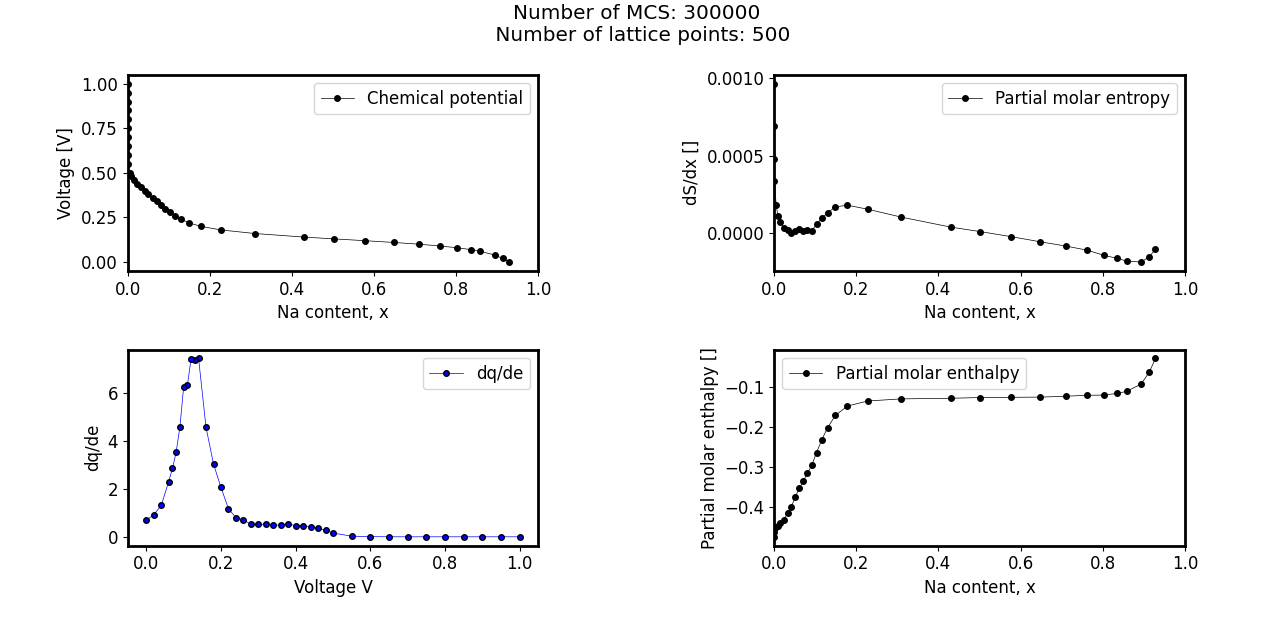 Number of MCS: 300000
Number of lattice points: 500
1.00
0.75
0.50
0.25
0.00
Voltage [V]
Chemical potential
0.0 0.2 0.4 0.6 0.8 1.0
Na content, x
0.0010
0.0005
0.0000
dS/dx []
Partial molar entropy
0.0 0.2 0.4 0.6 0.8 1.0
Na content, x
6
4
2
0
dq/de
dq/de
0.0 0.2 0.4 0.6 0.8 1.0
Voltage V
−0.1
−0.2
−0.3
−0.4
Partial molar enthalpy []
Partial molar enthalpy
0.0 0.2 0.4 0.6 0.8 1.0
Na content, x